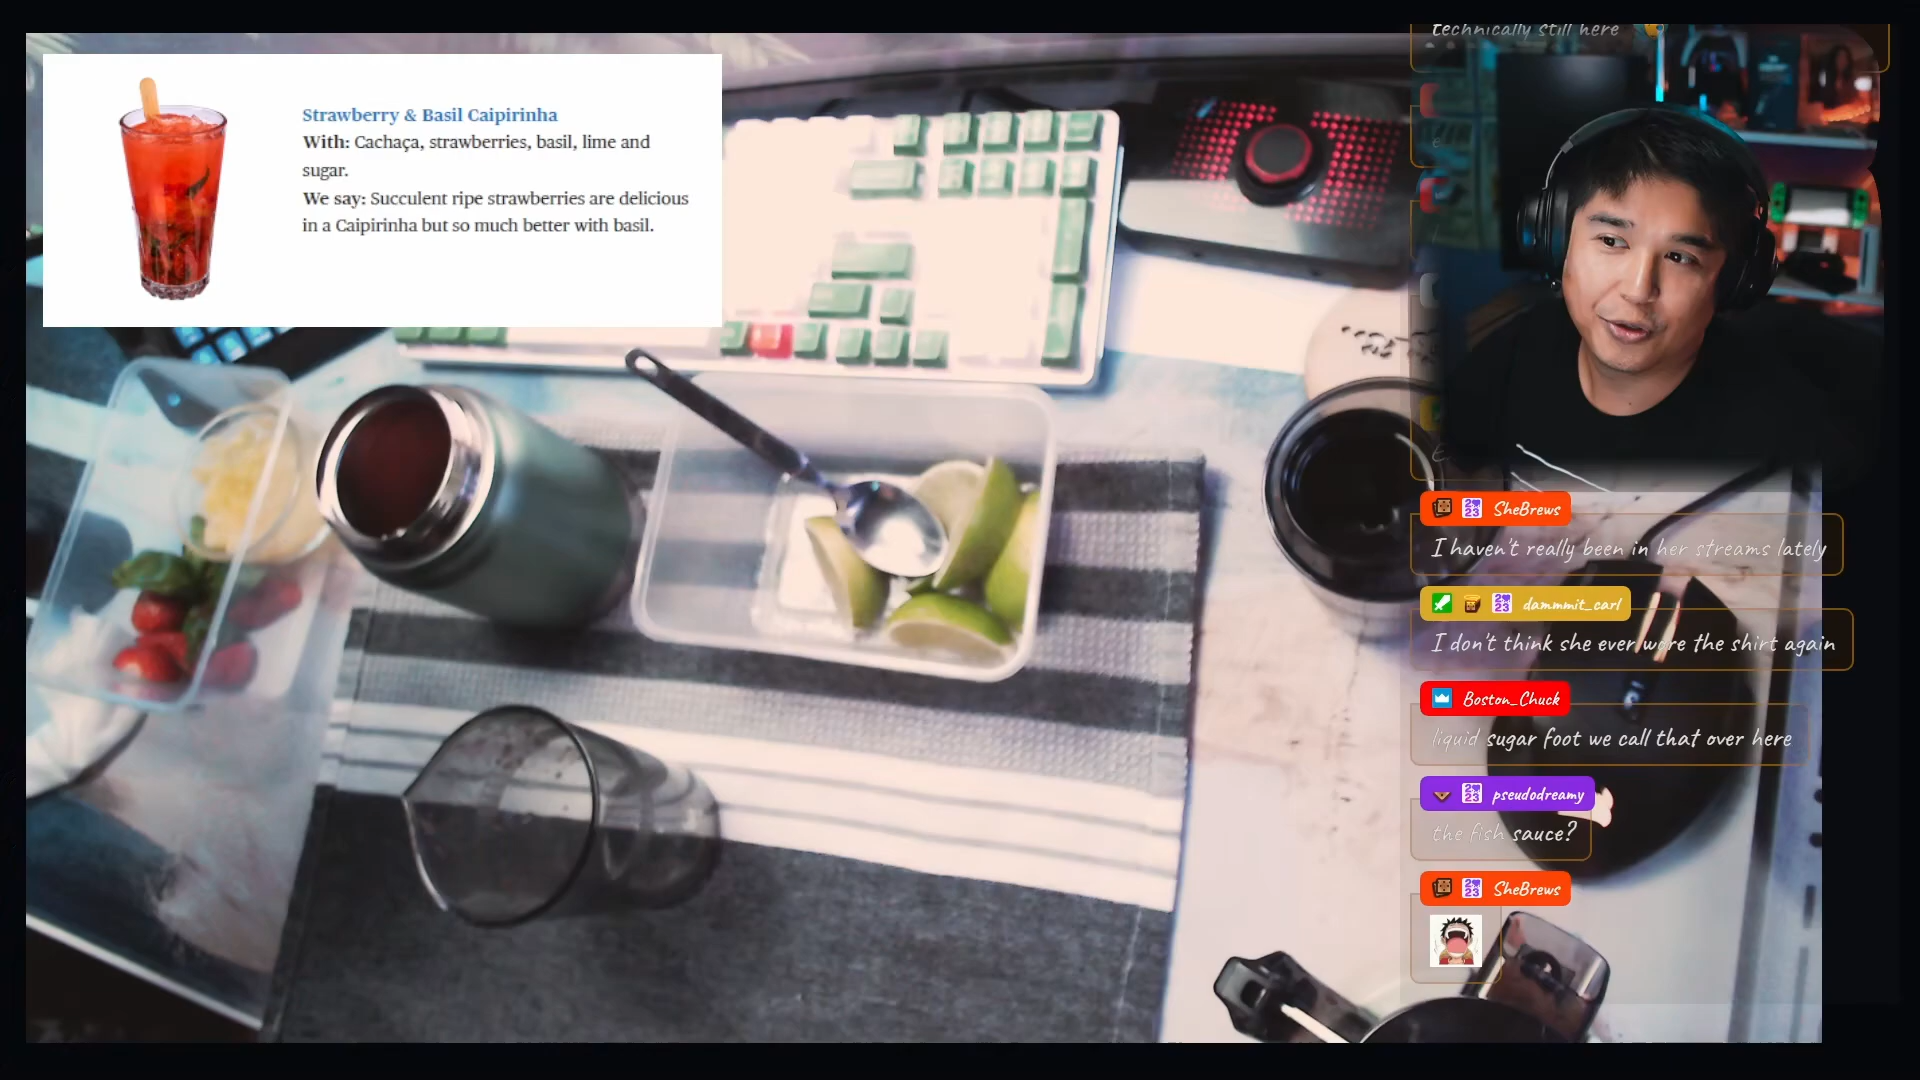 Strawberry & Basil Caipirinha
With: Cachaça, strawberries, basil, lime and
sugar.
We say: Succulent ripe strawberries are delicious
in a Caipirinha but so much better with basil.
technically still here
SheBrews
I haven't really been in her streams lately
dammmit_carl
I don't think she ever wore the shirt again
Boston_Chuck
liquid sugar foot we call that over here
pseudodreamy
the fish sauce?
SheBrews